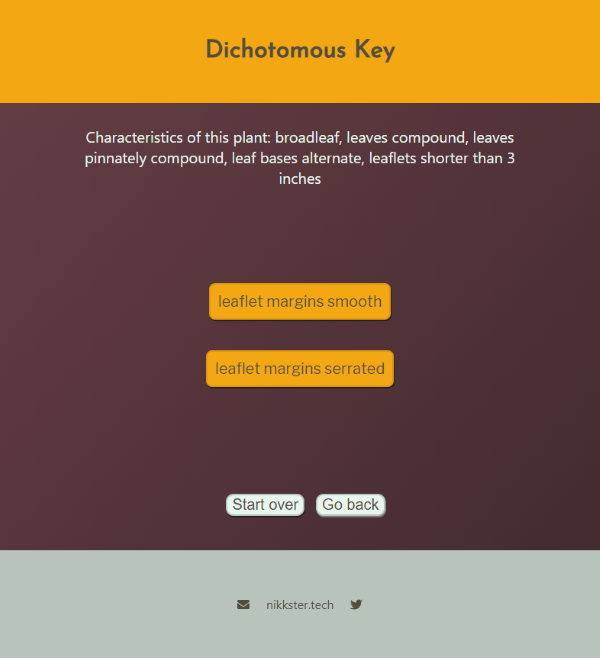 Dichotomous Key
Characteristics of this plant: broadleaf, leaves compound, leaves
pinnately compound, leaf bases alternate, leaflets shorter than 3
inches
leaflet margins smooth
leaflet margins serrated
Start over Go back
nikkster.tech